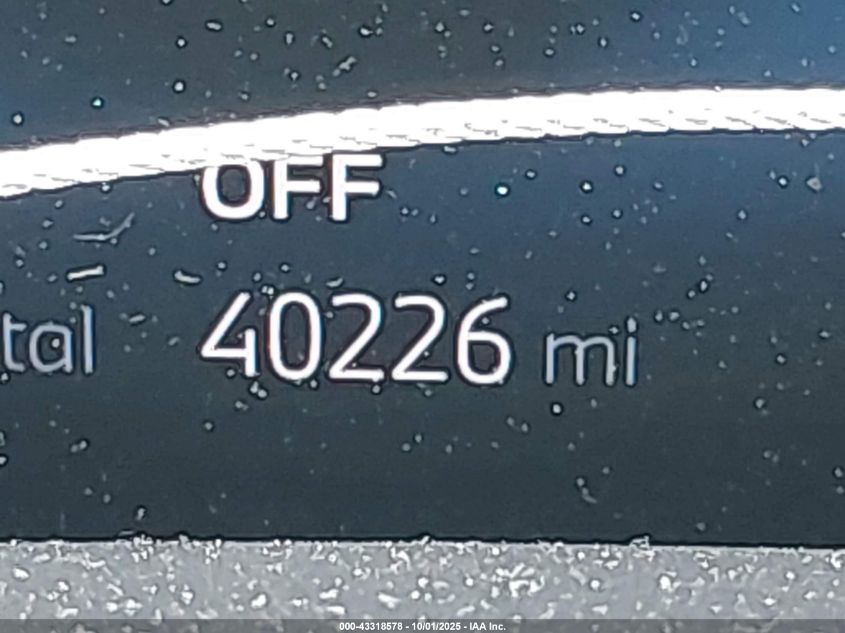 OFF
tal 40226 mi
000-43318578 - 10/01/2025 - IAA Inc.